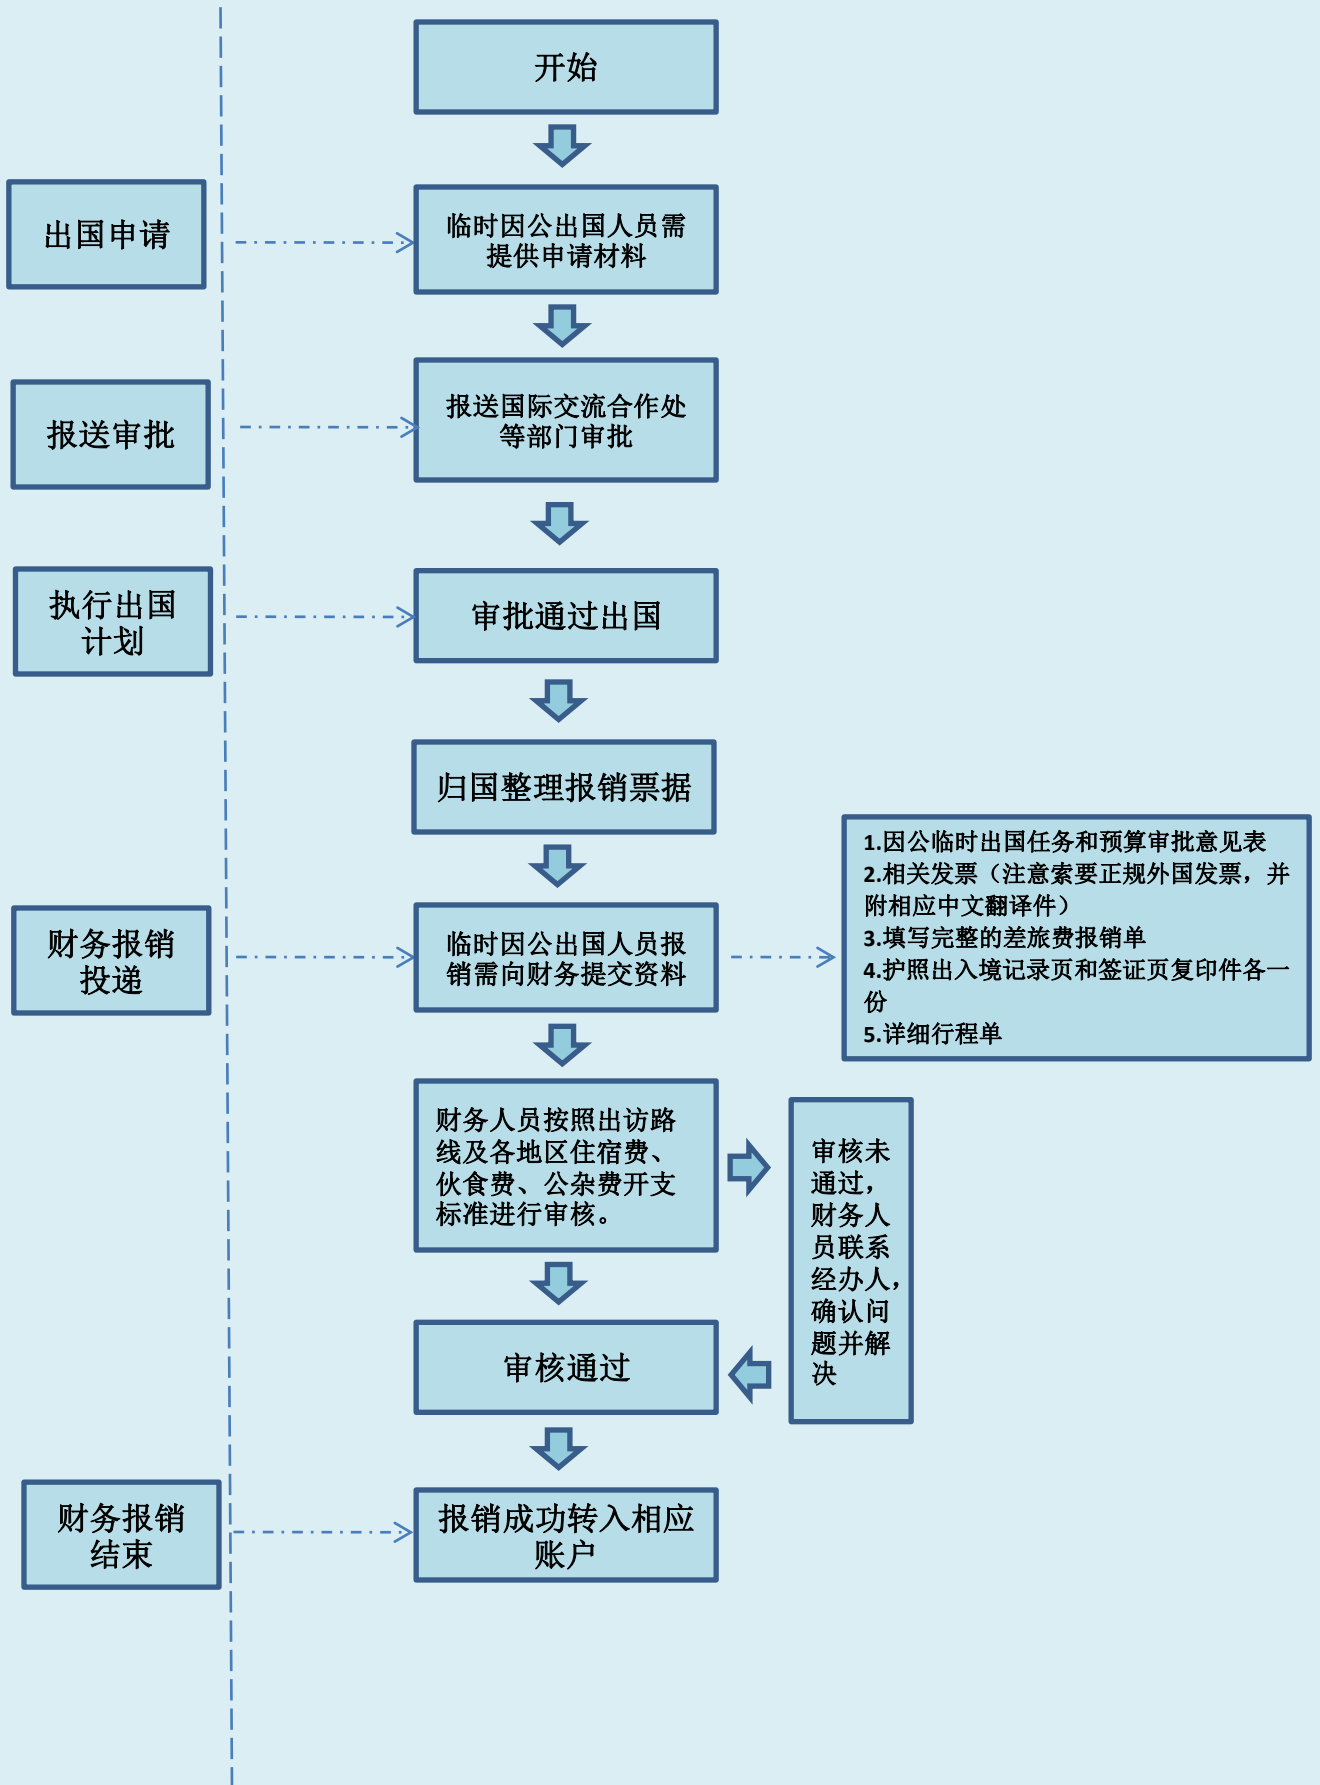 开始
出国申请
临时因公出国人员需
提供申请材料
报送审批
报送国际交流合作处
等部门审批
执行出国
计划
审批通过出国
归国整理报销票据
财务报销
投递
临时因公出国人员报
销需向财务提交资料
1.因公临时出国任务和预算审批意见表
2.相关发票（注意索要正规外国发票，并
附相应中文翻译件）
3.填写完整的差旅费报销单
4.护照出入境记录页和签证页复印件各一
份
5.详细行程单
财务人员按照出访路
线及各地区住宿费、
伙食费、公杂费开支
标准进行审核。
审核未
通过，
财务人
员联系
经办人，
确认问
题并解
决
审核通过
财务报销
结束
报销成功转入相应
账户